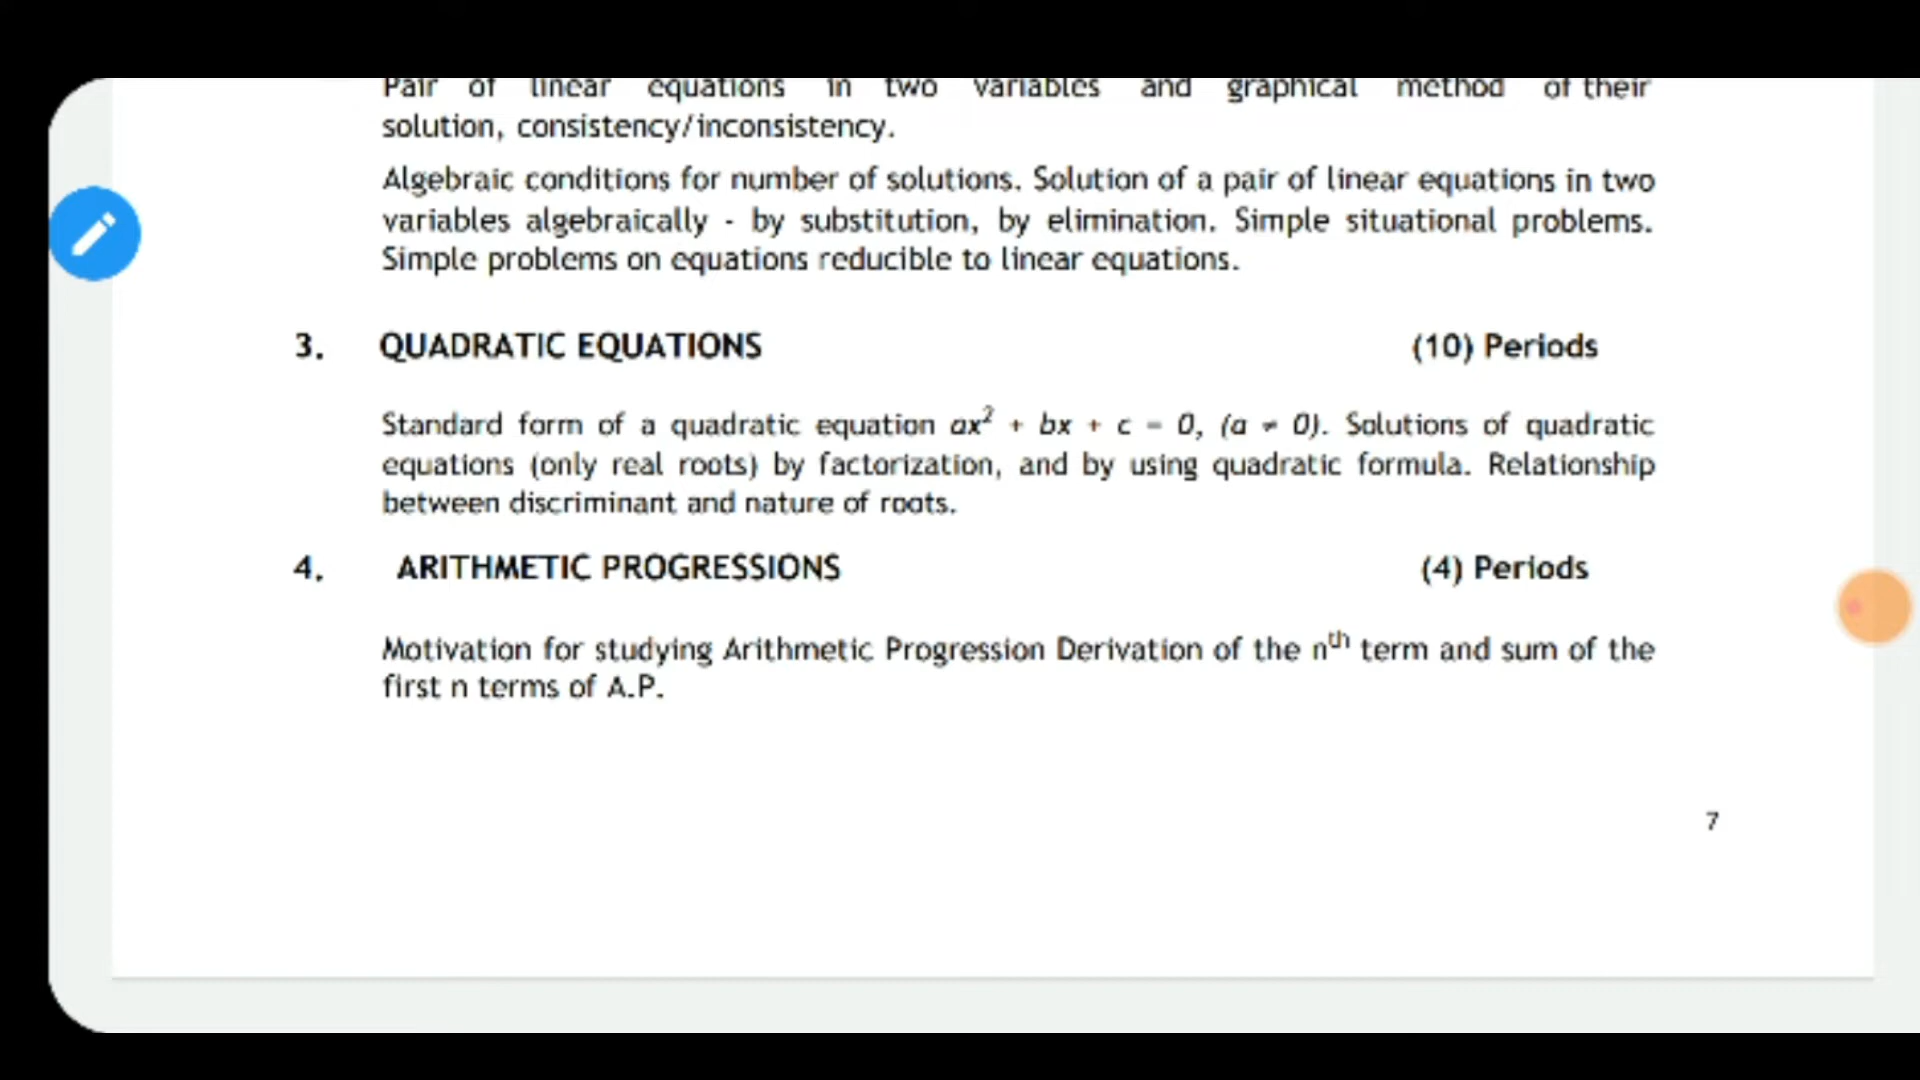 Pair of linear equations in two variables and graphical method of their
solution, consistency/inconsistency.
Algebraic conditions for number of solutions. Solution of a pair of linear equations in two
variables algebraically - by substitution, by elimination. Simple situational problems.
Simple problems on equations reducible to linear equations.
3. QUADRATIC EQUATIONS (10) Periods
Standard form of a quadratic equation ax² + bx + c = 0, (a ≠ 0). Solutions of quadratic
equations (only real roots) by factorization, and by using quadratic formula. Relationship
between discriminant and nature of roots.
4. ARITHMETIC PROGRESSIONS (4) Periods
Motivation for studying Arithmetic Progression Derivation of the nth term and sum of the
first n terms of A.P.
7